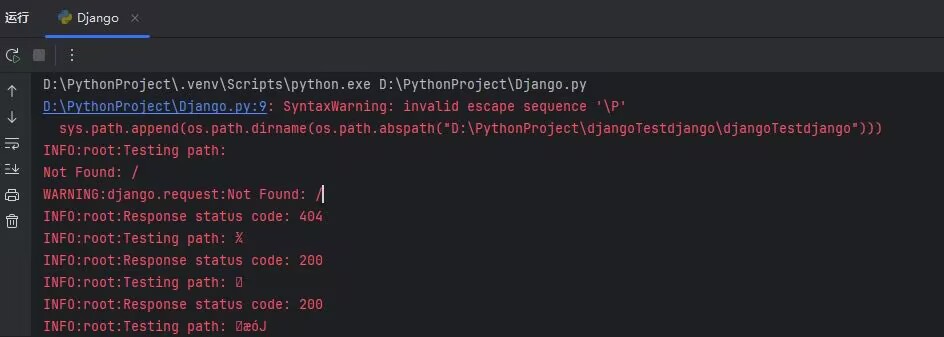 运行
Django
D:\PythonProject\.venv\Scripts\python.exe D:\PythonProject\Django.py
D:\PythonProject\Django.py:9: SyntaxWarning: invalid escape sequence '\P'
sys.path.append(os.path.dirname(os.path.abspath("D:\PythonProject\djangoTestdjango\djangoTestdjango")))
INFO:root:Testing path:
Not Found: /
WARNING:django.request:Not Found: /
INFO:root:Response status code: 404
INFO:root:Testing path: %
INFO:root:Response status code: 200
INFO:root:Testing path:
INFO:root:Response status code: 200
INFO:root:Testing path: æóJ